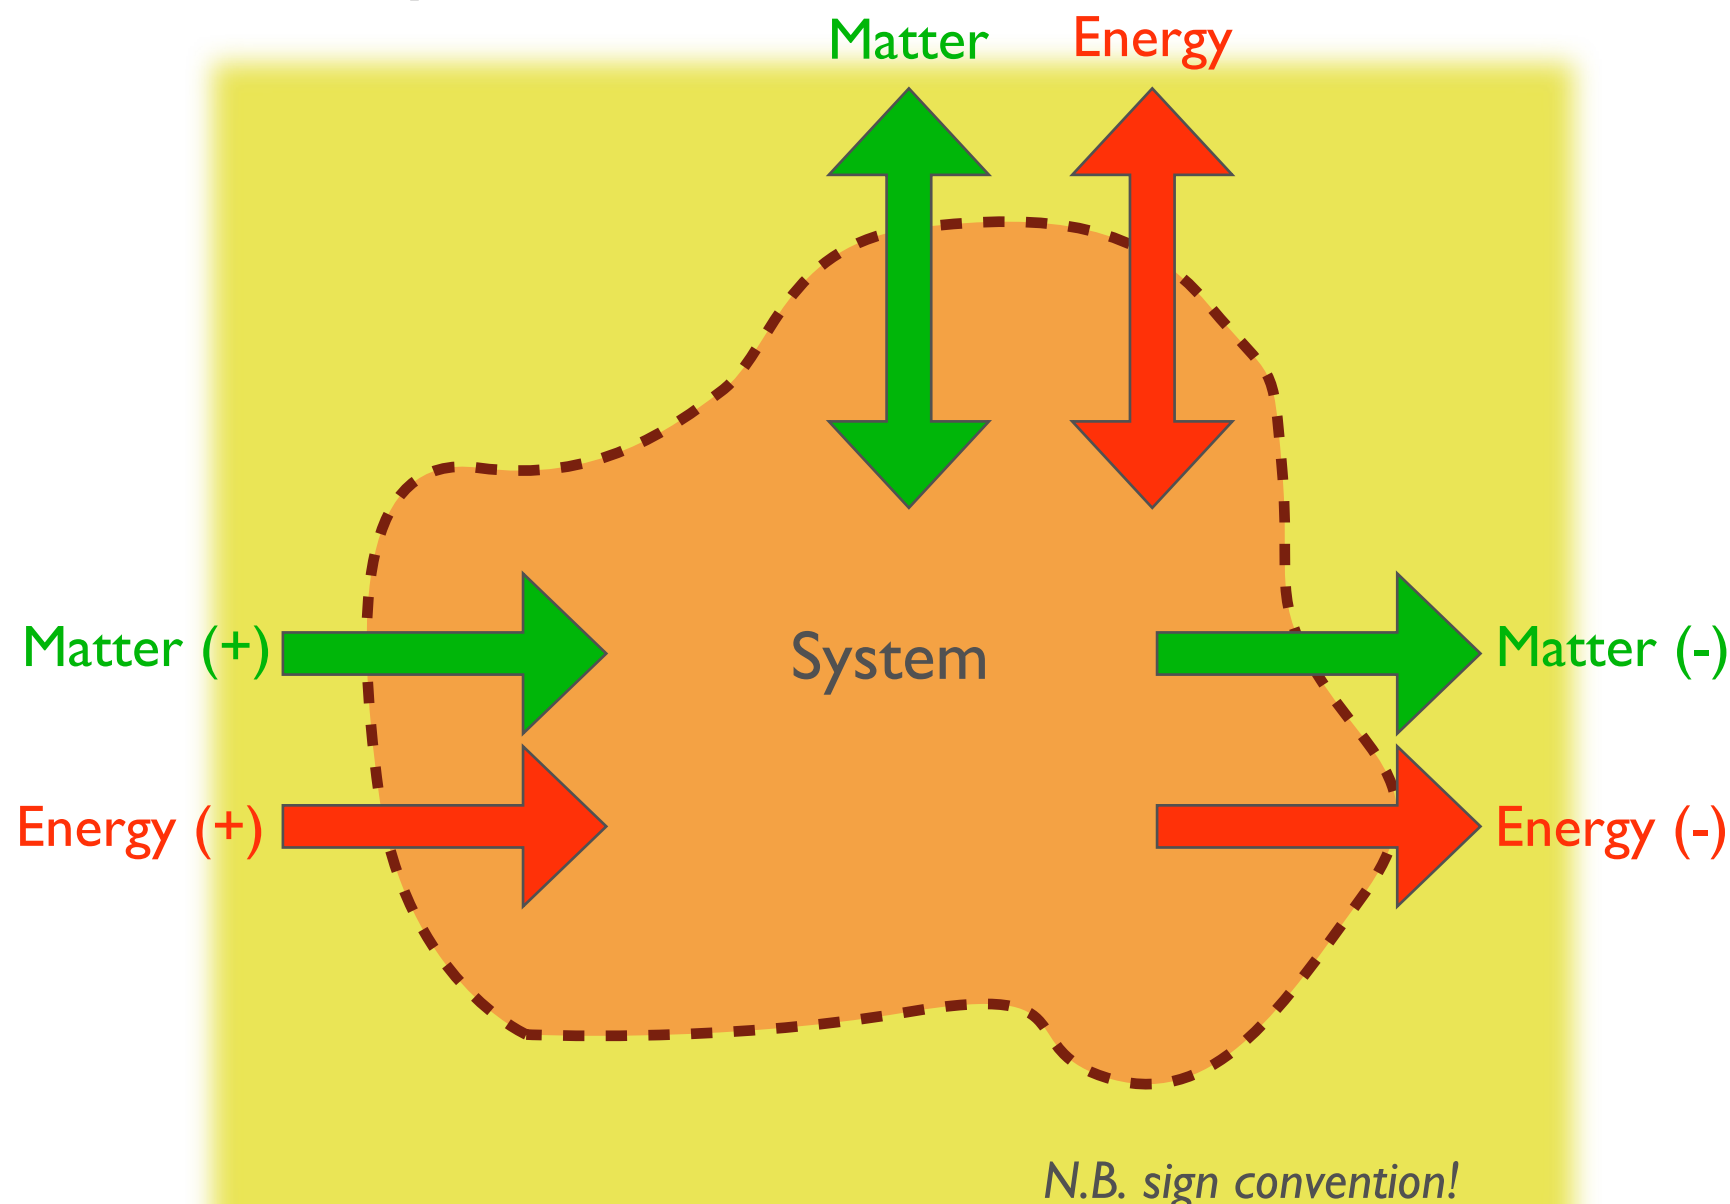 Matter
Energy
Matter (+)
System
Matter (-)
Energy (+)
Energy (-)
N.B. sign convention!